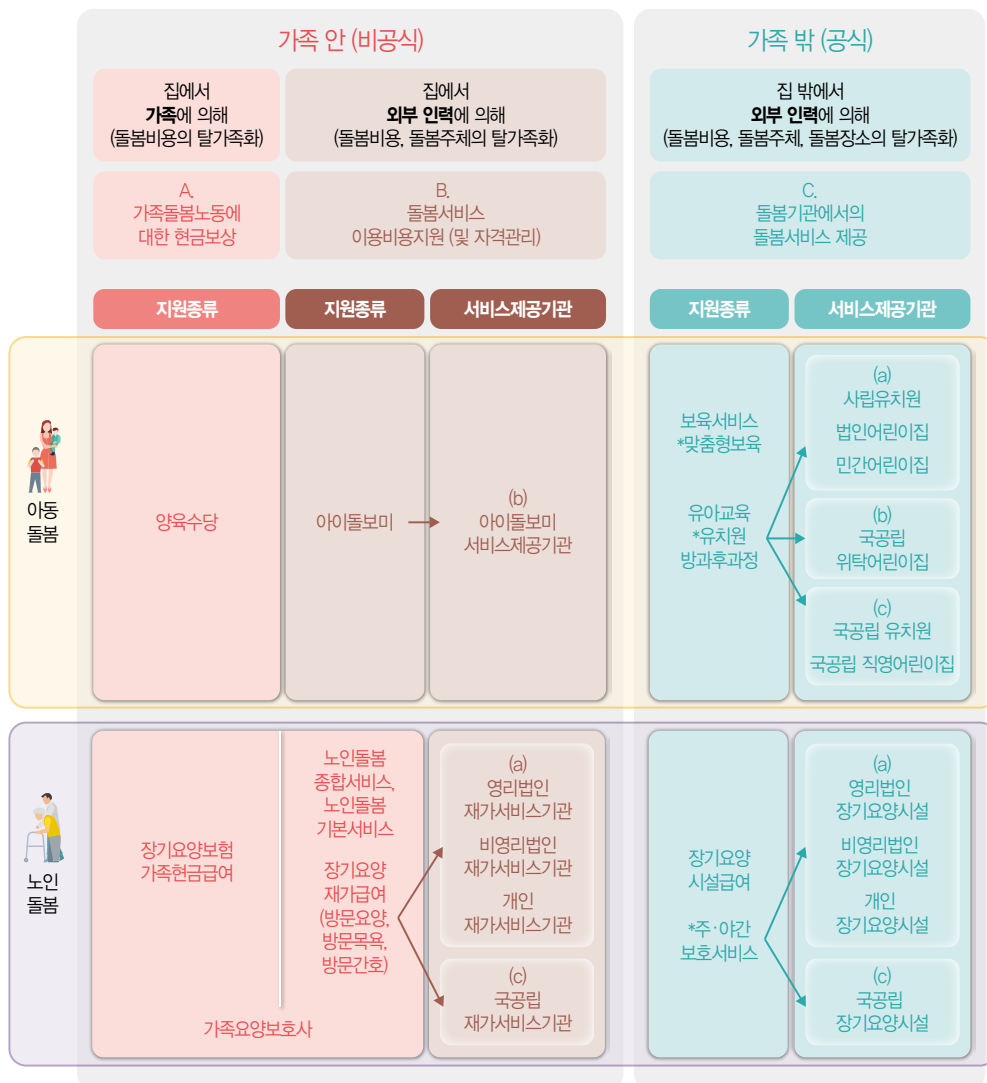 가족 안 (비공식)
집에서
가족에 의해
(돌봄비용의 탈가족화)
집에서
외부 인력에 의해
(돌봄비용, 돌봄주체의 탈가족화)
A.
가족돌봄노동에
대한 현금보상
B.
돌봄서비스
이용비용지원 (및 자격관리)
가족 밖 (공식)
집 밖에서
외부 인력에 의해
(돌봄비용, 돌봄주체, 돌봄장소의 탈가족화)
C.
돌봄기관에서의
돌봄서비스 제공
지원종류
지원종류
서비스제공기관
지원종류
서비스제공기관
아동
돌봄
양육수당
아이돌보미
(b)
아이돌보미
서비스제공기관
보육서비스
*맞춤형보육
유아교육
*유치원
방과후과정
(a)
사립유치원
법인어린이집
민간어린이집
(b)
국공립
위탁어린이집
(c)
국공립 유치원
국공립 직영어린이집
노인
돌봄
장기요양보험
가족현금급여
노인돌봄
종합서비스,
노인돌봄
기본서비스
장기요양
재가급여
(방문요양,
방문목욕,
방문간호)
가족요양보호사
(a)
영리법인
재가서비스기관
비영리법인
재가서비스기관
개인
재가서비스기관
(c)
국공립
재가서비스기관
장기요양
시설급여
*주·야간
보호서비스
(a)
영리법인
장기요양시설
비영리법인
장기요양시설
개인
장기요양시설
(c)
국공립
장기요양시설